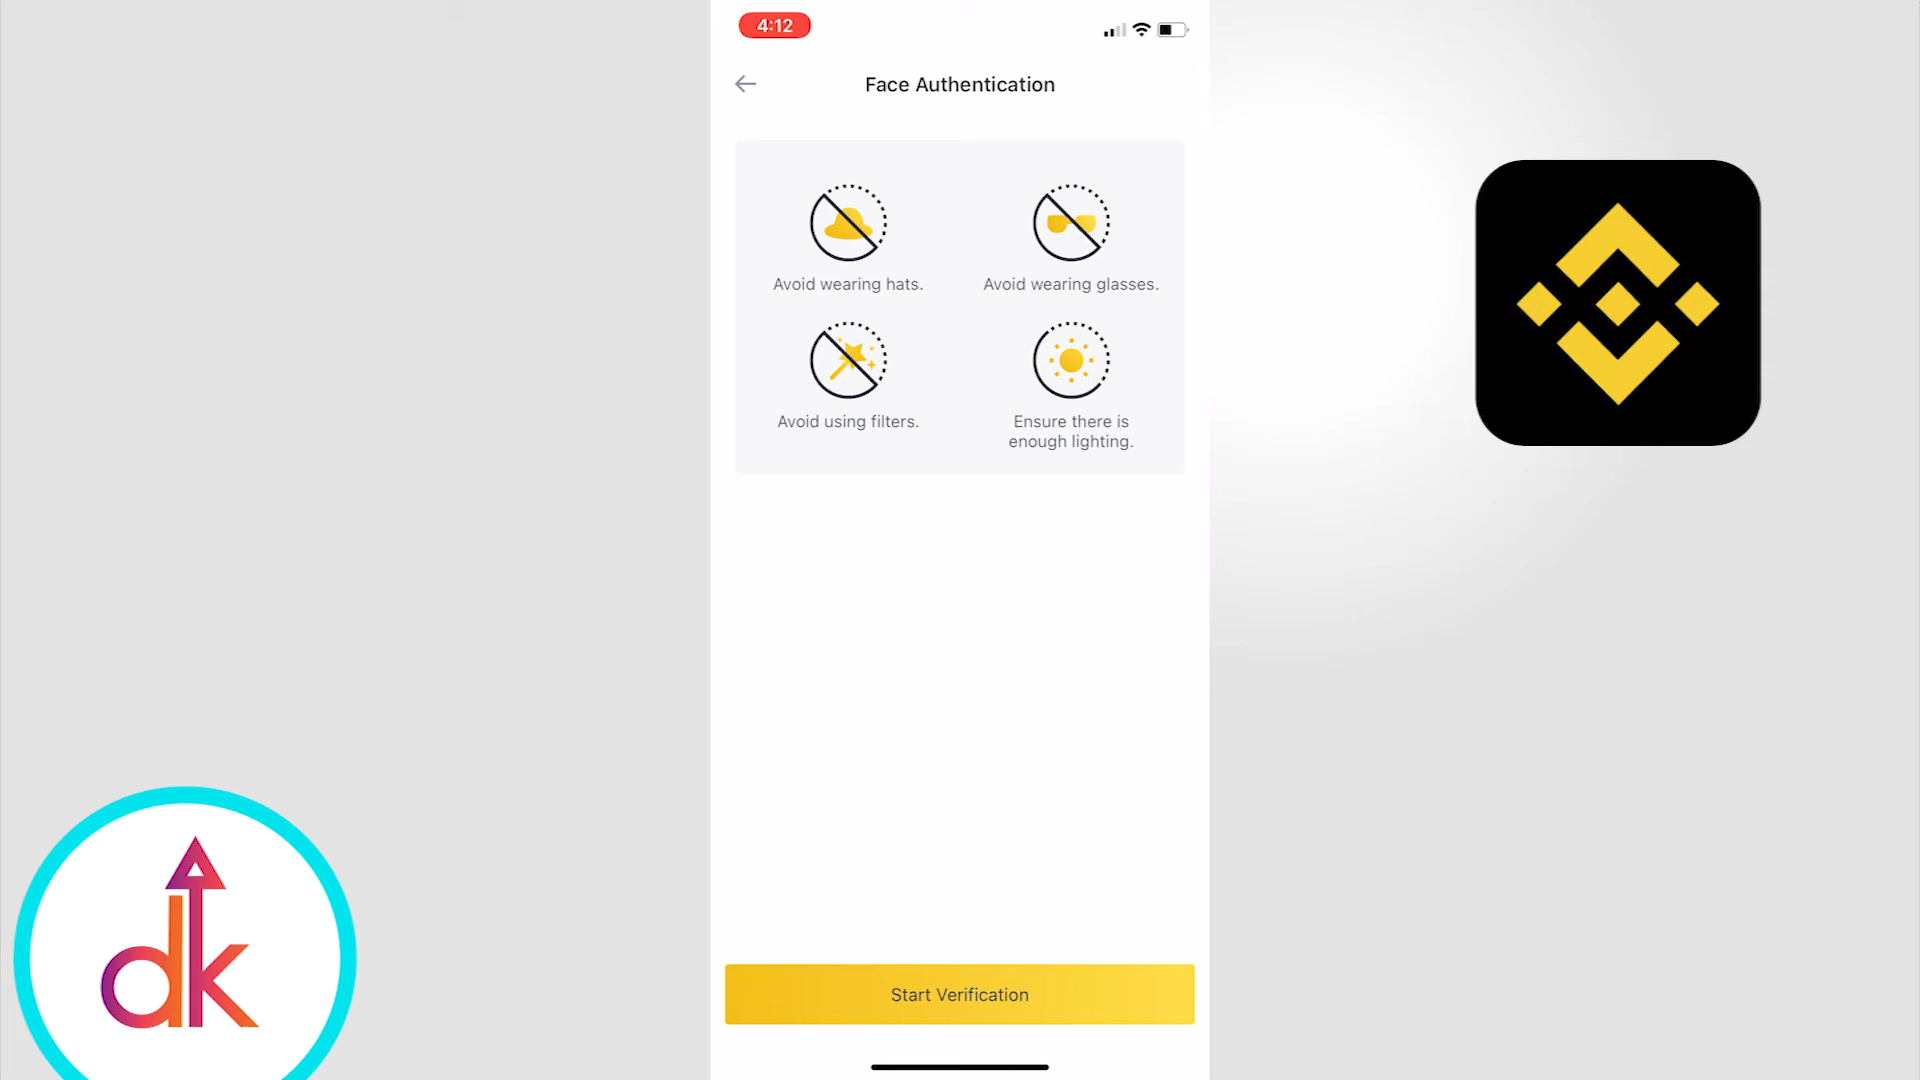 4:12
Face Authentication
Avoid wearing hats.
Avoid wearing glasses.
Avoid using filters.
Ensure there is
enough lighting.
Start Verification
dk